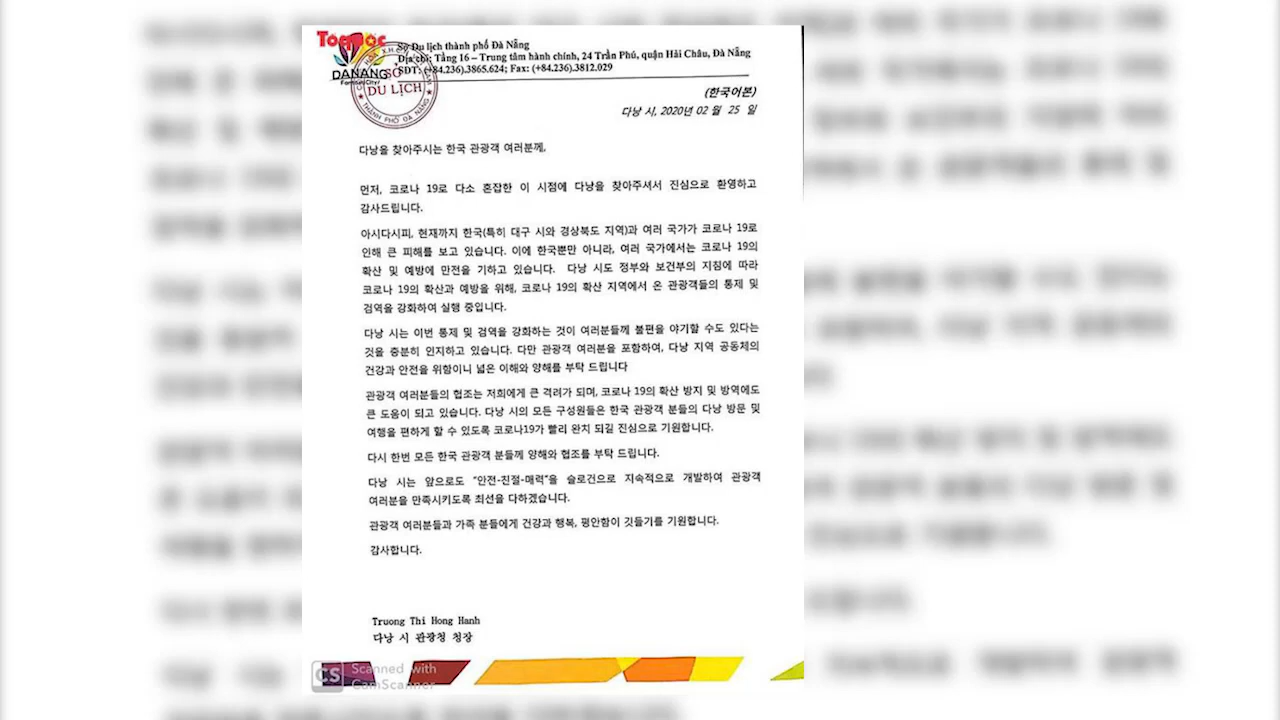 Sở Du lịch thành phố Đà Nẵng
Địa chỉ: Tầng 16 – Trung tâm hành chính, 24 Trần Phú, quận Hải Châu, Đà Nẵng
SĐT: (+84.236).3865.624; Fax: (+84.236).3812.029
DANANG
FantastiCity!
SỞ
DU LỊCH
THÀNH PHỐ ĐÀ NẴNG
(한국어본)
다낭 시, 2020년 02 월 25 일
다낭을 찾아주시는 한국 관광객 여러분께,
먼저, 코로나 19로 다소 혼잡한 이 시점에 다낭을 찾아주셔서 진심으로 환영하고
감사드립니다.
아시다시피, 현재까지 한국(특히 대구 시와 경상북도 지역)과 여러 국가가 코로나 19로
인해 큰 피해를 보고 있습니다. 이에 한국뿐만 아니라, 여러 국가에서는 코로나 19의
확산 및 예방에 만전을 기하고 있습니다. 다낭 시도 정부와 보건부의 지침에 따라
코로나 19의 확산과 예방을 위해, 코로나 19의 확산 지역에서 온 관광객들의 통제 및
검역을 강화하여 실행 중입니다.
다낭 시는 이번 통제 및 검역을 강화하는 것이 여러분들께 불편을 야기할 수도 있다는
것을 충분히 인지하고 있습니다. 다만 관광객 여러분을 포함하여, 다낭 지역 공동체의
건강과 안전을 위함이니 넓은 이해와 양해를 부탁 드립니다
관광객 여러분들의 협조는 저희에게 큰 격려가 되며, 코로나 19의 확산 방지 및 방역에도
큰 도움이 되고 있습니다. 다낭 시의 모든 구성원들은 한국 관광객 분들의 다낭 방문 및
여행을 편하게 할 수 있도록 코로나19가 빨리 완치 되길 진심으로 기원합니다.
다시 한번 모든 한국 관광객 분들께 양해와 협조를 부탁 드립니다.
다낭 시는 앞으로도 "안전-친절-매력"을 슬로건으로 지속적으로 개발하여 관광객
여러분을 만족시키도록 최선을 다하겠습니다.
관광객 여러분들과 가족 분들에게 건강과 행복, 평안함이 깃들기를 기원합니다.
감사합니다.
Truong Thi Hong Hanh
다낭 시 관광청 청장
CS Scanned with
CamScanner